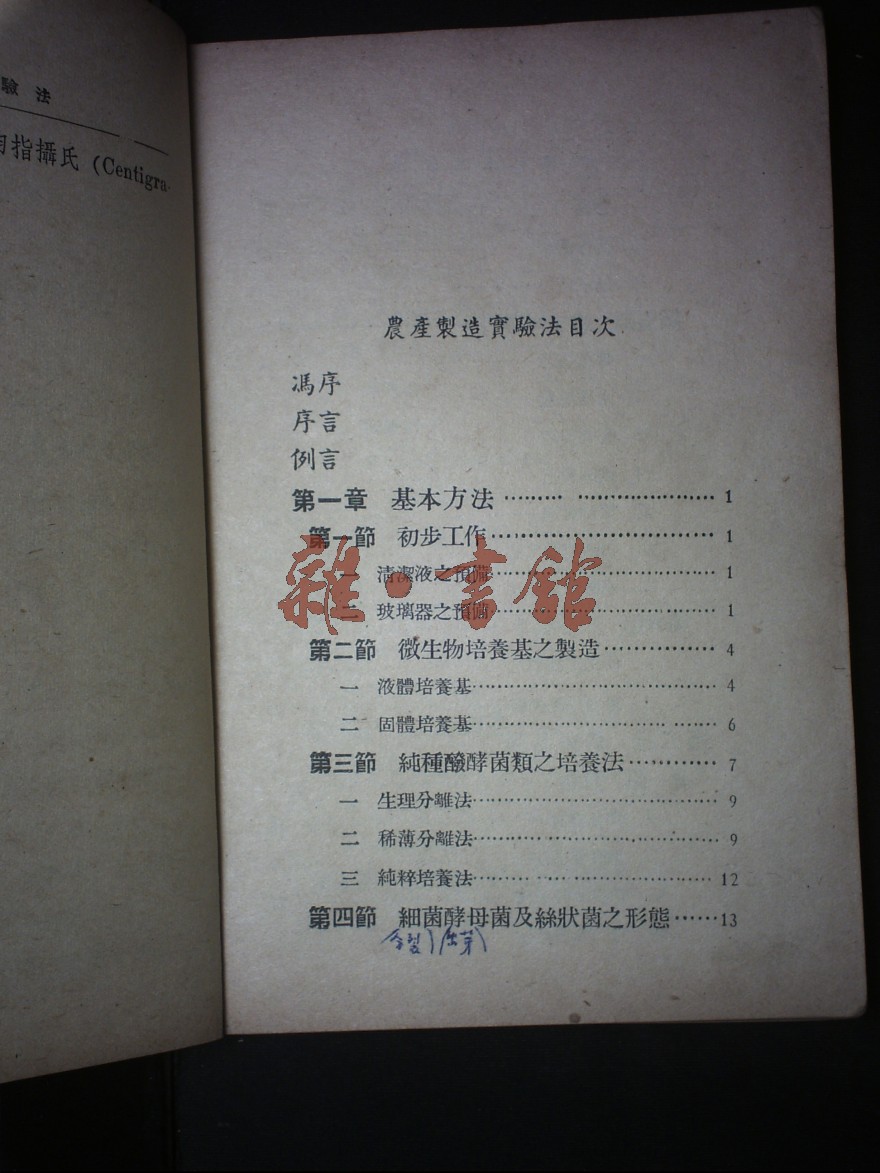 驗 法
指攝氏 (Centigra-
農產製造實驗法目次
馮序
序言
例言
第一章 基本方法 1
第一節 初步工作 1
一 清潔液之預備 1
二 玻璃器之預備 1
雜·書館
第二節 微生物培養基之製造 4
一 液體培養基 4
二 固體培養基 6
第三節 純種醱酵菌類之培養法 7
一 生理分離法 9
二 稀薄分離法 9
三 純粹培養法 12
第四節 細菌酵母菌及絲狀菌之形態 13